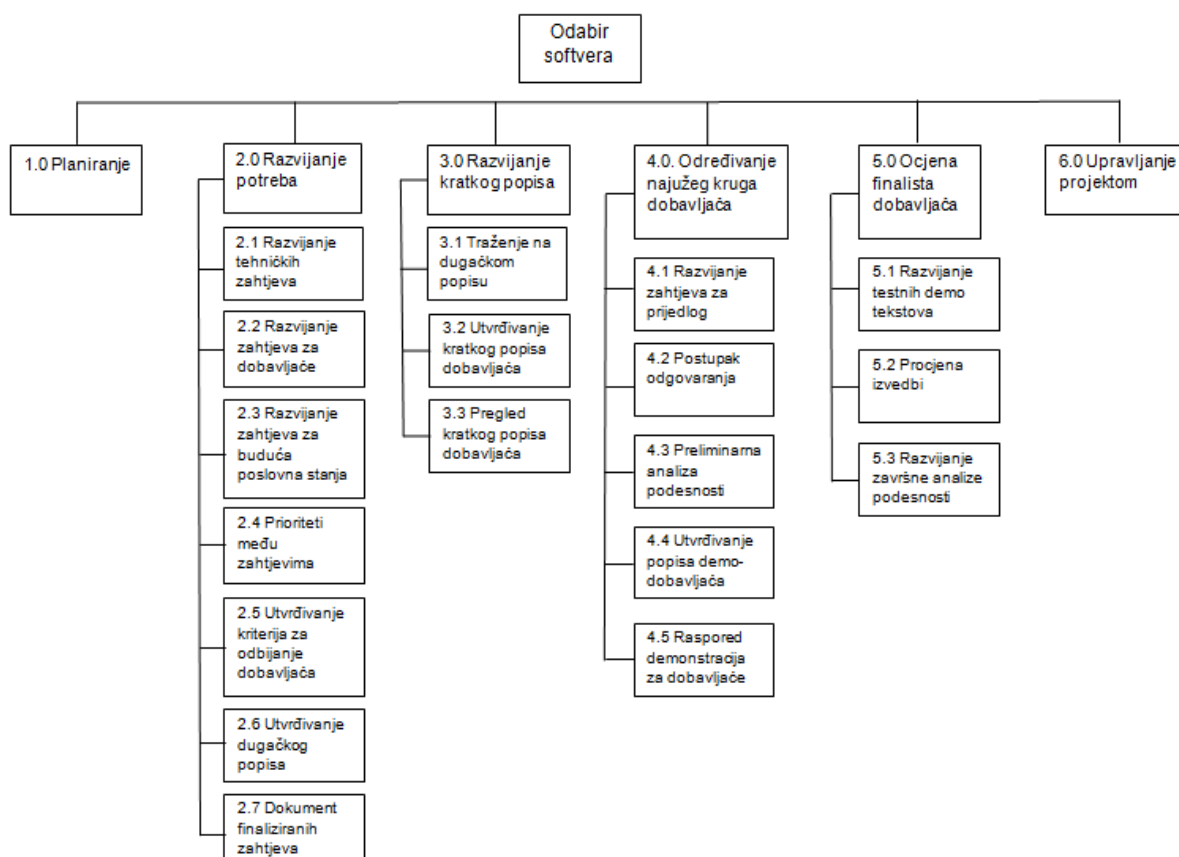 Odabir
softvera
1.0 Planiranje
2.0 Razvijanje
potreba
2.1 Razvijanje
tehničkih
zahtjeva
2.2 Razvijanje
zahtjeva za
dobavljače
2.3 Razvijanje
zahtjeva za
buduća
poslovna stanja
2.4 Prioriteti
među
zahtjevima
2.5 Utvrđivanje
kriterija za
odbijanje
dobavljača
2.6 Utvrđivanje
dugačkog
popisa
2.7 Dokument
finaliziranih
zahtjeva
3.0 Razvijanje
kratkog popisa
3.1 Traženje na
dugačkom
popisu
3.2 Utvrđivanje
kratkog popisa
dobavljača
3.3 Pregled
kratkog popisa
dobavljača
4.0. Određivanje
najužeg kruga
dobavljača
4.1 Razvijanje
zahtjeva za
prijedlog
4.2 Postupak
odgovaranja
4.3 Preliminarna
analiza
podesnosti
4.4 Utvrđivanje
popisa demo-
dobavljača
4.5 Raspored
demonstracija
za dobavljače
5.0 Ocjena
finalista
dobavljača
5.1 Razvijanje
testnih demo
tekstova
5.2 Procjena
izvedbi
5.3 Razvijanje
završne analize
podesnosti
6.0 Upravljanje
projektom